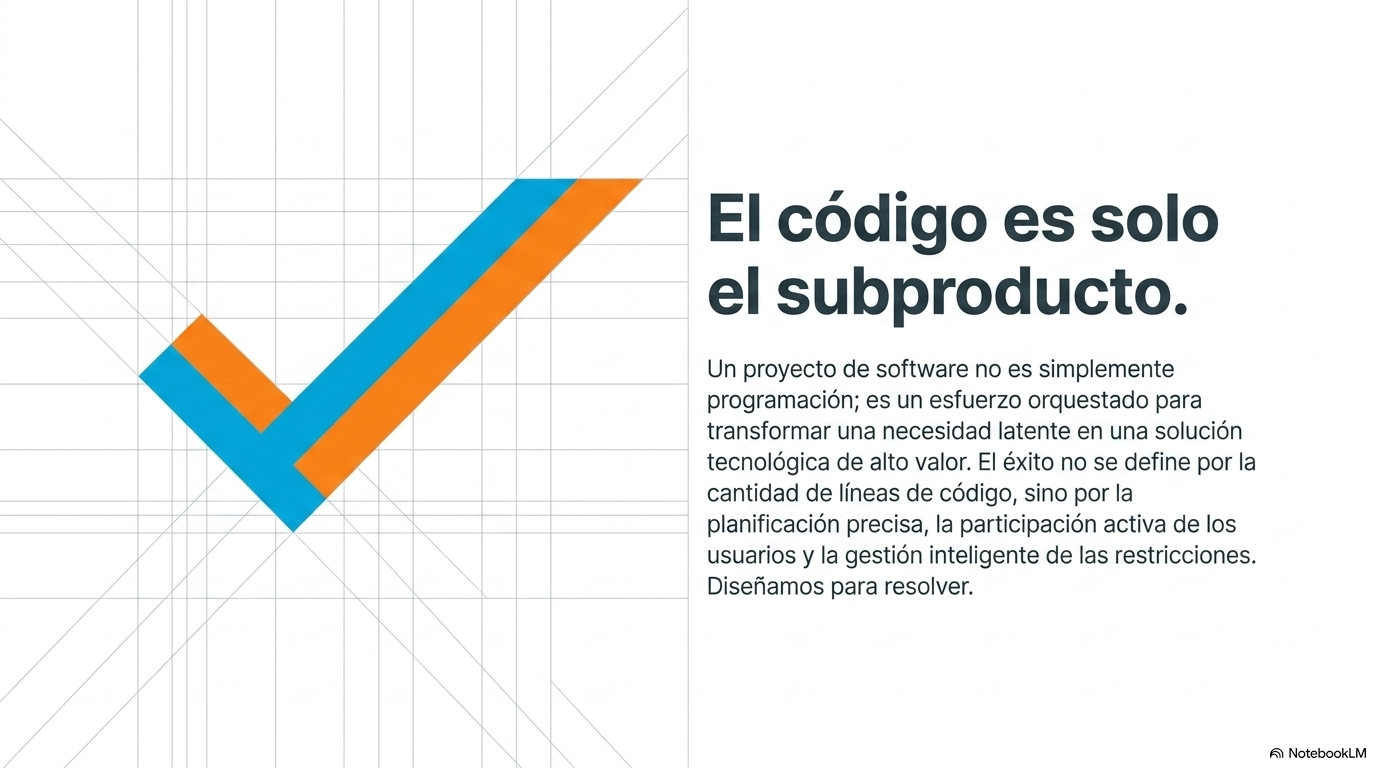 El código es solo
el subproducto.
Un proyecto de software no es simplemente
programación; es un esfuerzo orquestado para
transformar una necesidad latente en una solución
tecnológica de alto valor. El éxito no se define por la
cantidad de líneas de código, sino por la
planificación precisa, la participación activa de los
usuarios y la gestión inteligente de las restricciones.
Diseñamos para resolver.
NotebookLM